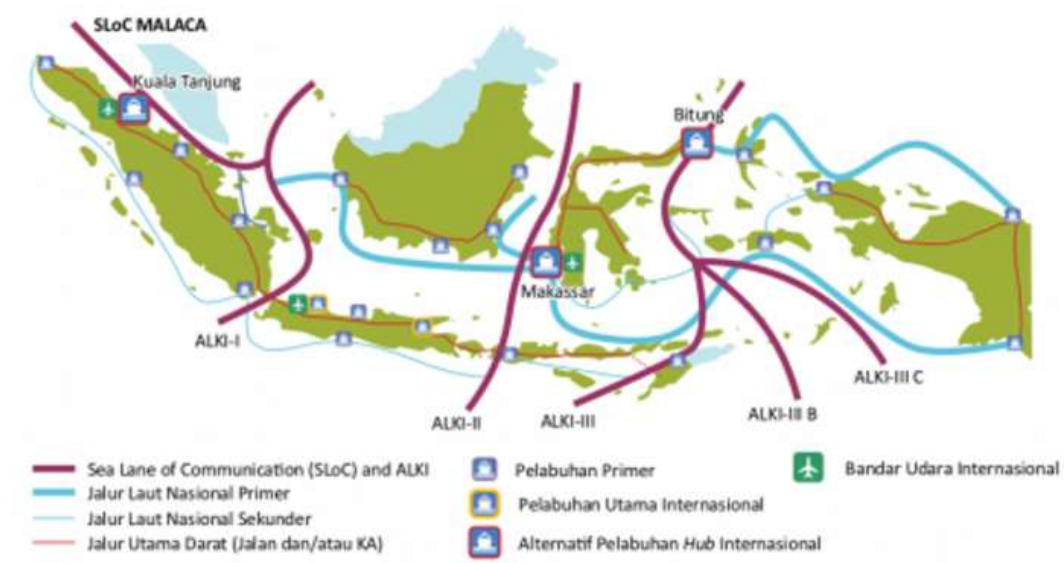 SLoC MALACA
Kuala Tanjung
Bitung
Makassar
ALKI-I
ALKI-II
ALKI-III
ALKI-III B
ALKI-III C
Sea Lane of Communication (SLoC) and ALKI
Jalur Laut Nasional Primer
Jalur Laut Nasional Sekunder
Jalur Utama Darat (Jalan dan/atau KA)
Pelabuhan Primer
Pelabuhan Utama Internasional
Alternatif Pelabuhan Hub Internasional
Bandar Udara Internasional